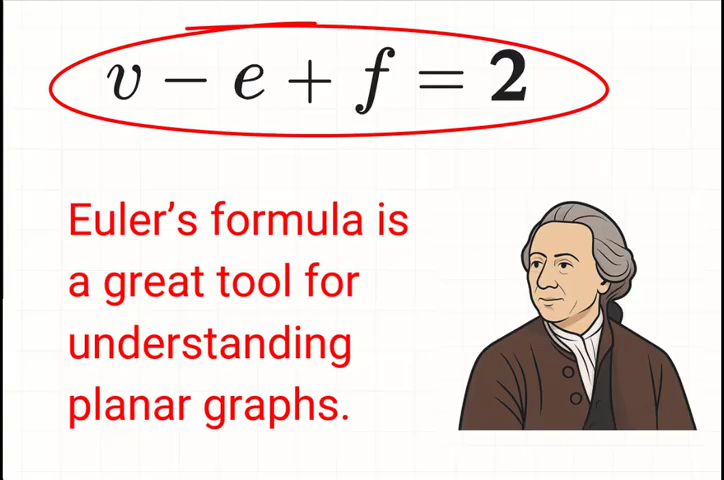 v − e + f = 2
Euler’s formula is
a great tool for
understanding
planar graphs.